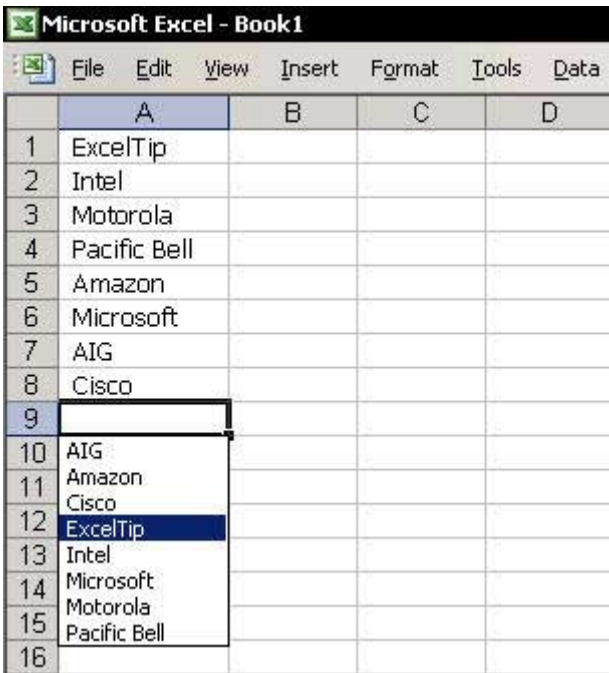 Microsoft Excel - Book1
File Edit View Insert Format Tools Data
A B C D
1 ExcelTip
2 Intel
3 Motorola
4 Pacific Bell
5 Amazon
6 Microsoft
7 AIG
8 Cisco
9
10 AIG
11 Amazon
Cisco
12 ExcelTip
13 Intel
14 Microsoft
Motorola
15 Pacific Bell
16